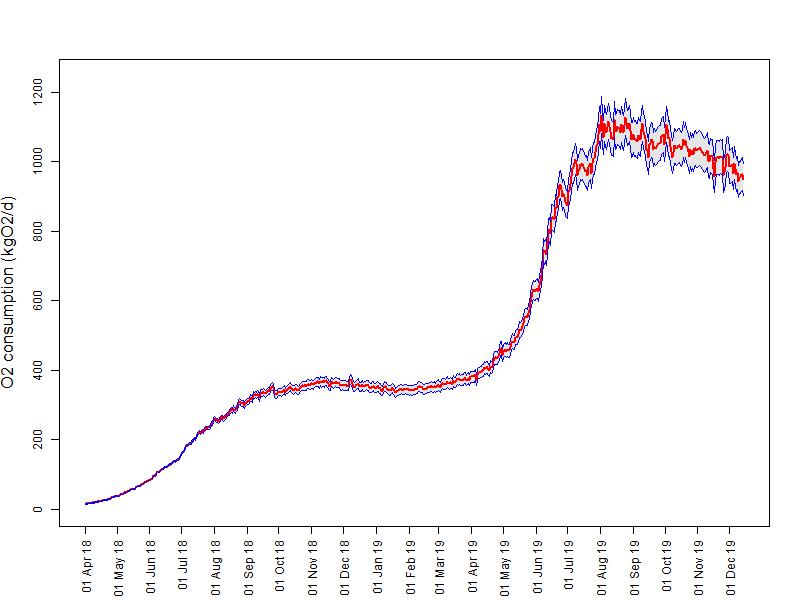 O2 consumption (kgO2/d)
1200
1000
800
600
400
200
0
01 Apr 18
01 May 18
01 Jun 18
01 Jul 18
01 Aug 18
01 Sep 18
01 Oct 18
01 Nov 18
01 Dec 18
01 Jan 19
01 Feb 19
01 Mar 19
01 Apr 19
01 May 19
01 Jun 19
01 Jul 19
01 Aug 19
01 Sep 19
01 Oct 19
01 Nov 19
01 Dec 19